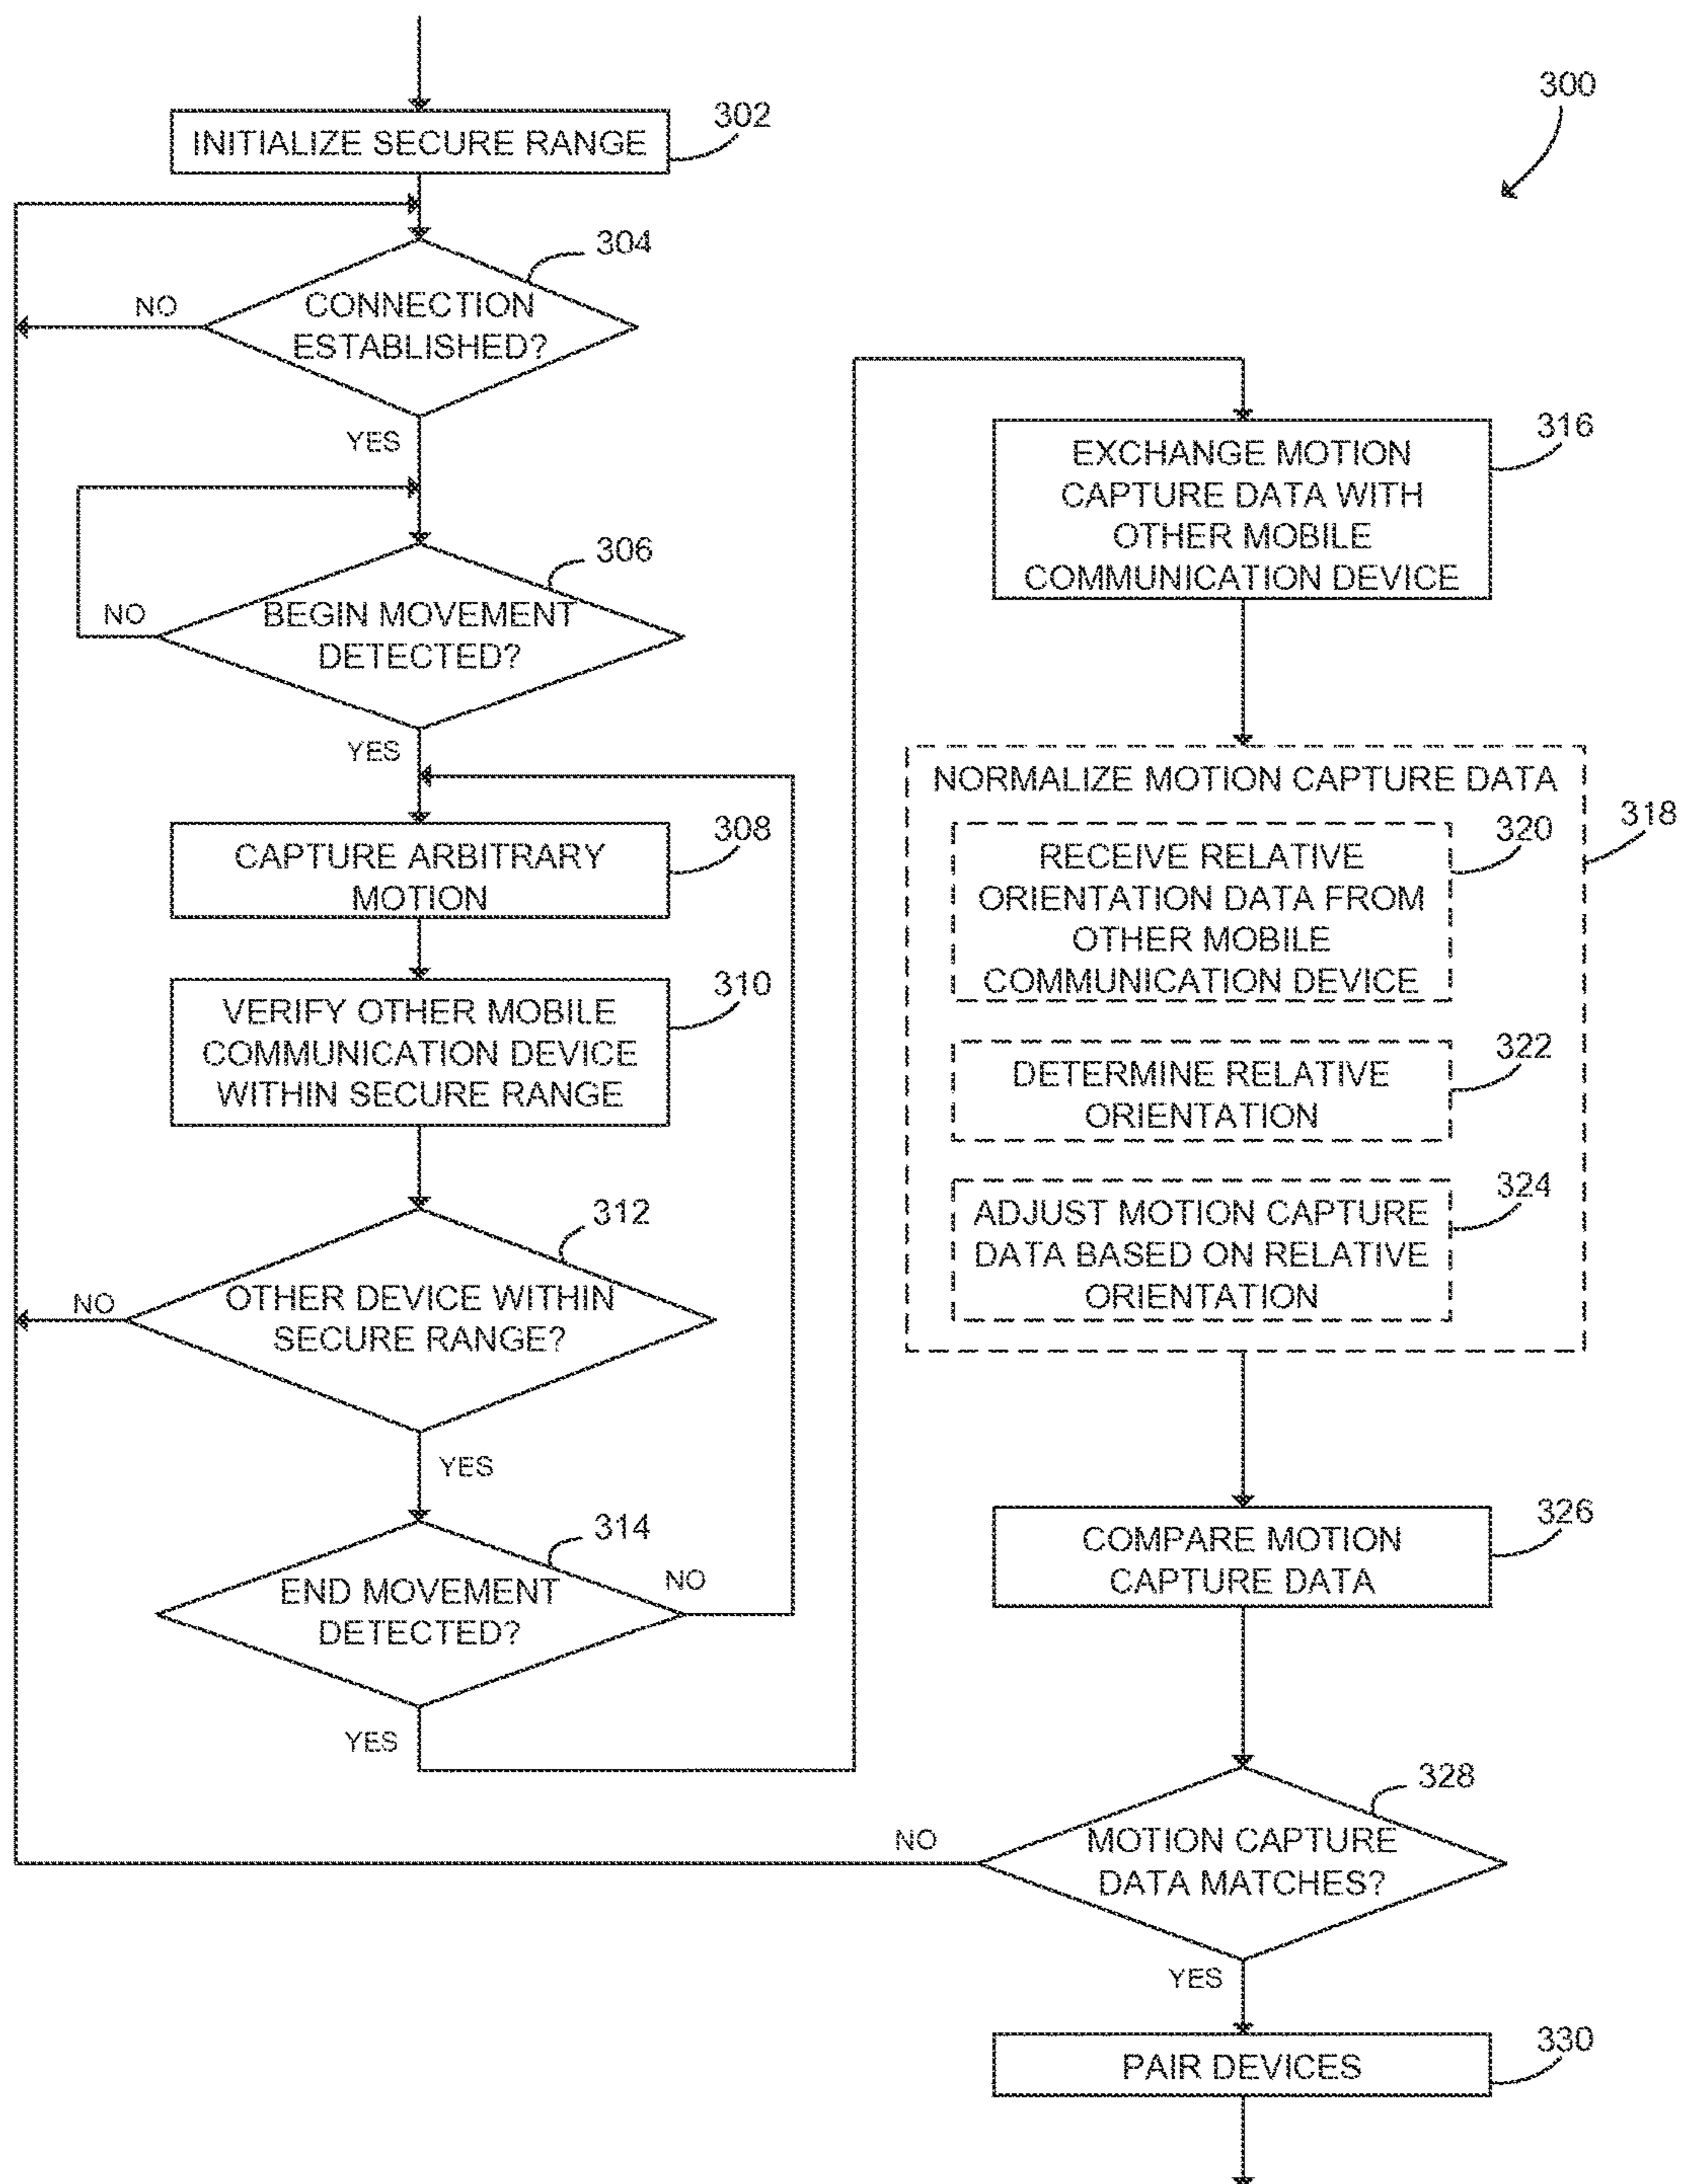 300
INITIALIZE SECURE RANGE
302
304
CONNECTION
ESTABLISHED?
NO
YES
306
BEGIN MOVEMENT
DETECTED?
NO
YES
CAPTURE ARBITRARY
MOTION
308
VERIFY OTHER MOBILE
COMMUNICATION DEVICE
WITHIN SECURE RANGE
310
312
OTHER DEVICE WITHIN
SECURE RANGE?
NO
YES
314
END MOVEMENT
DETECTED?
NO
YES
EXCHANGE MOTION
CAPTURE DATA WITH
OTHER MOBILE
COMMUNICATION DEVICE
316
NORMALIZE MOTION CAPTURE DATA
318
RECEIVE RELATIVE
ORIENTATION DATA FROM
OTHER MOBILE
COMMUNICATION DEVICE
320
DETERMINE RELATIVE
ORIENTATION
322
ADJUST MOTION CAPTURE
DATA BASED ON RELATIVE
ORIENTATION
324
COMPARE MOTION
CAPTURE DATA
326
328
MOTION CAPTURE
DATA MATCHES?
NO
YES
PAIR DEVICES
330